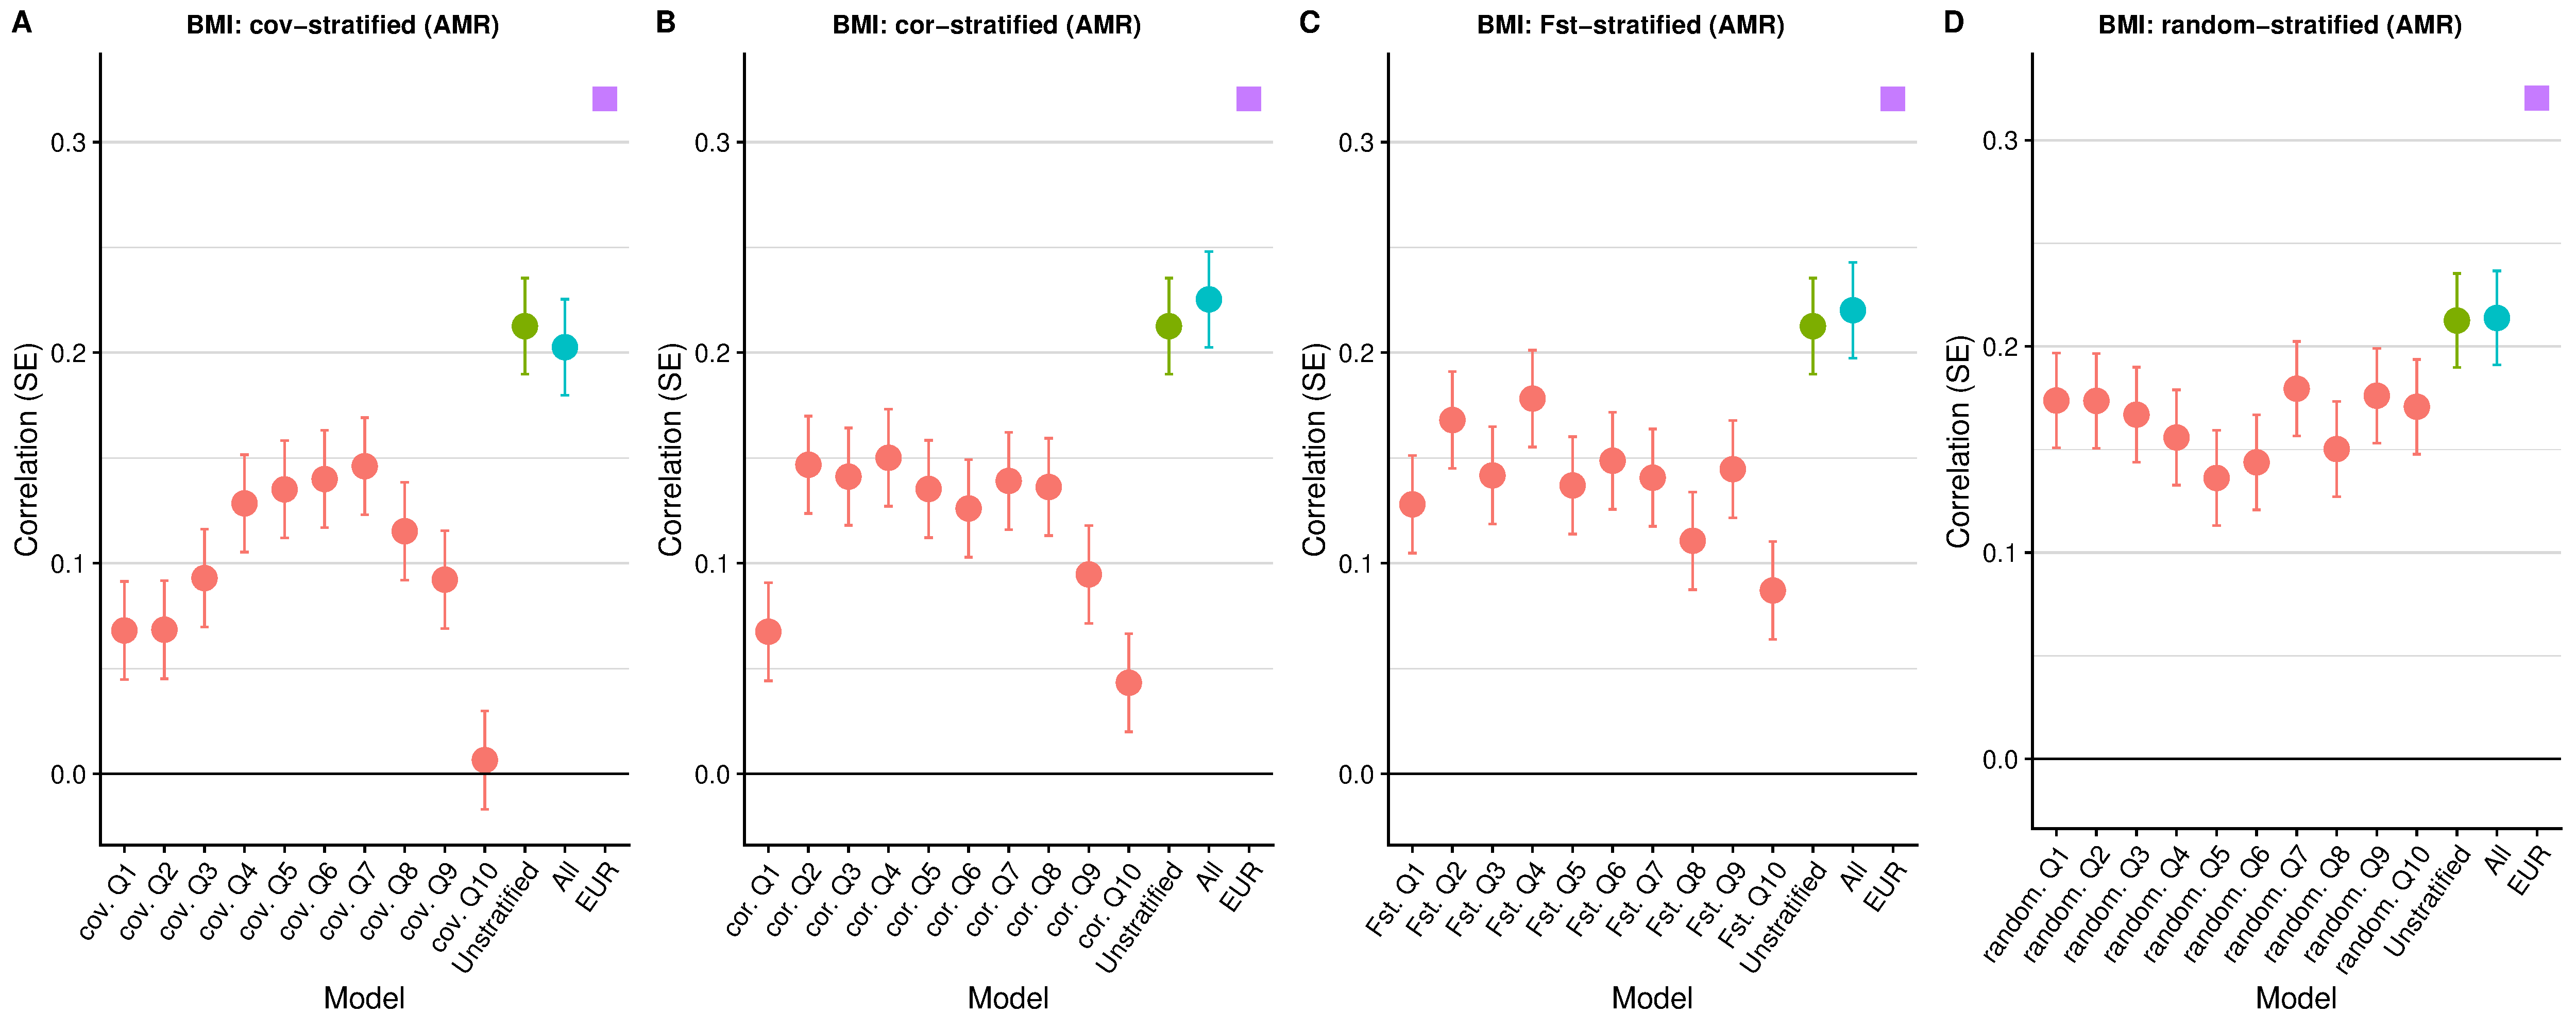 A
BMI: cov−stratified (AMR)
Correlation (SE)
0.3
0.2
0.1
0.0
cov. Q1
cov. Q2
cov. Q3
cov. Q4
cov. Q5
cov. Q6
cov. Q7
cov. Q8
cov. Q9
cov. Q10
Unstratified
All
EUR
Model
B
BMI: cor−stratified (AMR)
Correlation (SE)
0.3
0.2
0.1
0.0
cor. Q1
cor. Q2
cor. Q3
cor. Q4
cor. Q5
cor. Q6
cor. Q7
cor. Q8
cor. Q9
cor. Q10
Unstratified
All
EUR
Model
C
BMI: Fst−stratified (AMR)
Correlation (SE)
0.3
0.2
0.1
0.0
Fst. Q1
Fst. Q2
Fst. Q3
Fst. Q4
Fst. Q5
Fst. Q6
Fst. Q7
Fst. Q8
Fst. Q9
Fst. Q10
Unstratified
All
EUR
Model
D
BMI: random−stratified (AMR)
Correlation (SE)
0.3
0.2
0.1
0.0
random. Q1
random. Q2
random. Q3
random. Q4
random. Q5
random. Q6
random. Q7
random. Q8
random. Q9
random. Q10
Unstratified
All
EUR
Model